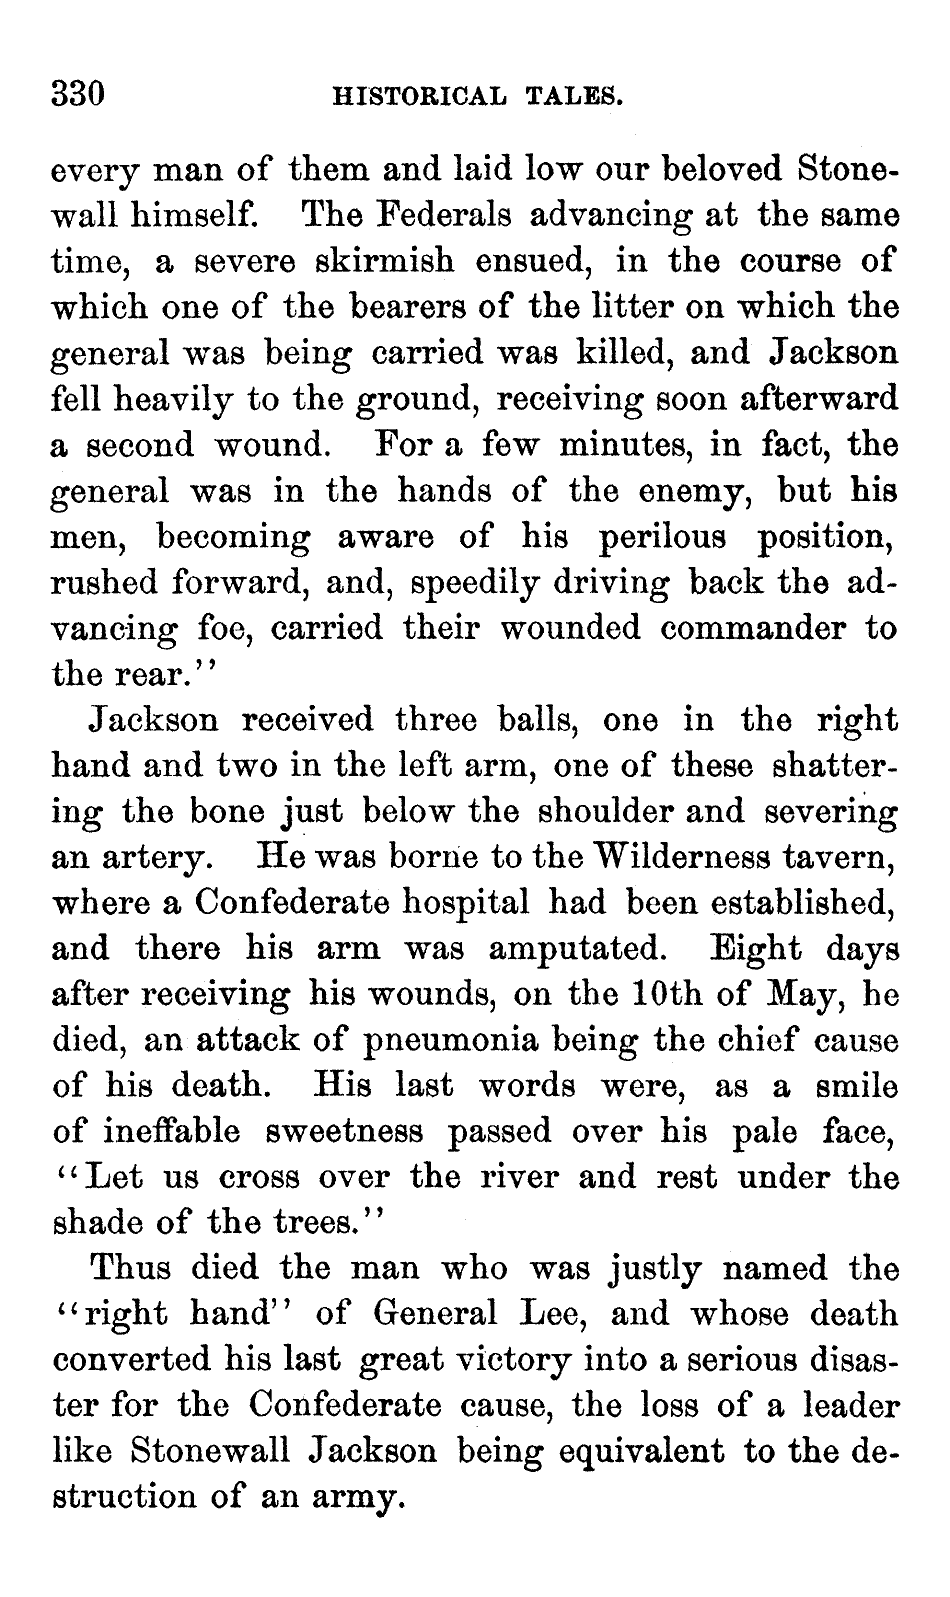 330 HISTORICAL TALES.
every man of them and laid low our beloved Stone-
wall himself. The Federals advancing at the same
time, a severe skirmish ensued, in the course of
which one of the bearers of the litter on which the
general was being carried was killed, and Jackson
fell heavily to the ground, receiving soon afterward
a second wound. For a few minutes, in fact, the
general was in the hands of the enemy, but his
men, becoming aware of his perilous position,
rushed forward, and, speedily driving back the ad-
vancing foe, carried their wounded commander to
the rear.''
Jackson received three balls, one in the right
hand and two in the left arm, one of these shatter-
ing the bone just below the shoulder and severing
an artery. He was borne to the Wilderness tavern,
where a Confederate hospital had been established,
and there his arm was amputated. Eight days
after receiving his wounds, on the 10th of May, he
died, an attack of pneumonia being the chief cause
of his death. His last words were, as a smile
of ineffable sweetness passed over his pale face,
‘‘Let us cross over the river and rest under the
shade of the trees.’’
Thus died the man who was justly named the
‘‘right hand’’ of General Lee, and whose death
converted his last great victory into a serious disas-
ter for the Confederate cause, the loss of a leader
like Stonewall Jackson being equivalent to the de-
struction of an army.